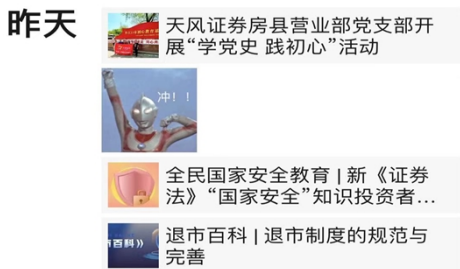 昨天
天风证券房县营业部党支部开
展“学党史 践初心”活动
冲！！
全民国家安全教育 | 新《证券
法》“国家安全”知识投资者...
百科》
退市百科 | 退市制度的规范与
完善